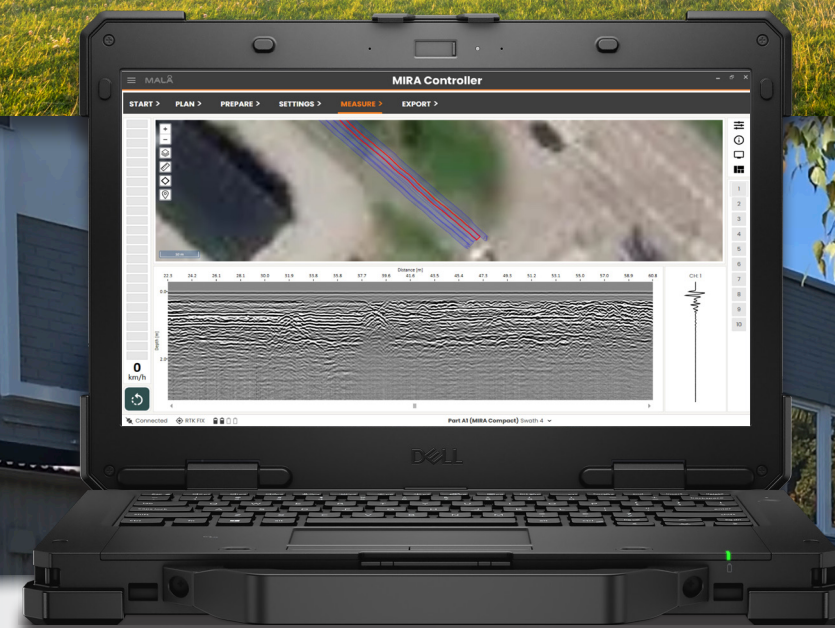 MALÅ
MIRA Controller
START >
PLAN >
PREPARE >
SETTINGS >
MEASURE >
EXPORT >
+
-
1
2
3
4
5
6
7
8
9
10
Distance [m]
22.3 24.2 26.1 28.1 30.0 31.9 33.8 35.8 37.7 39.6 41.6 43.5 45.4 47.3 49.3 51.2 53.1 55.0 57.0 58.9 60.8
CH: 1
0.0
Depth [m]
2.0
0
km/h
Connected
RTK FIX
Part A1 (MIRA Compact) Swath 4
DELL